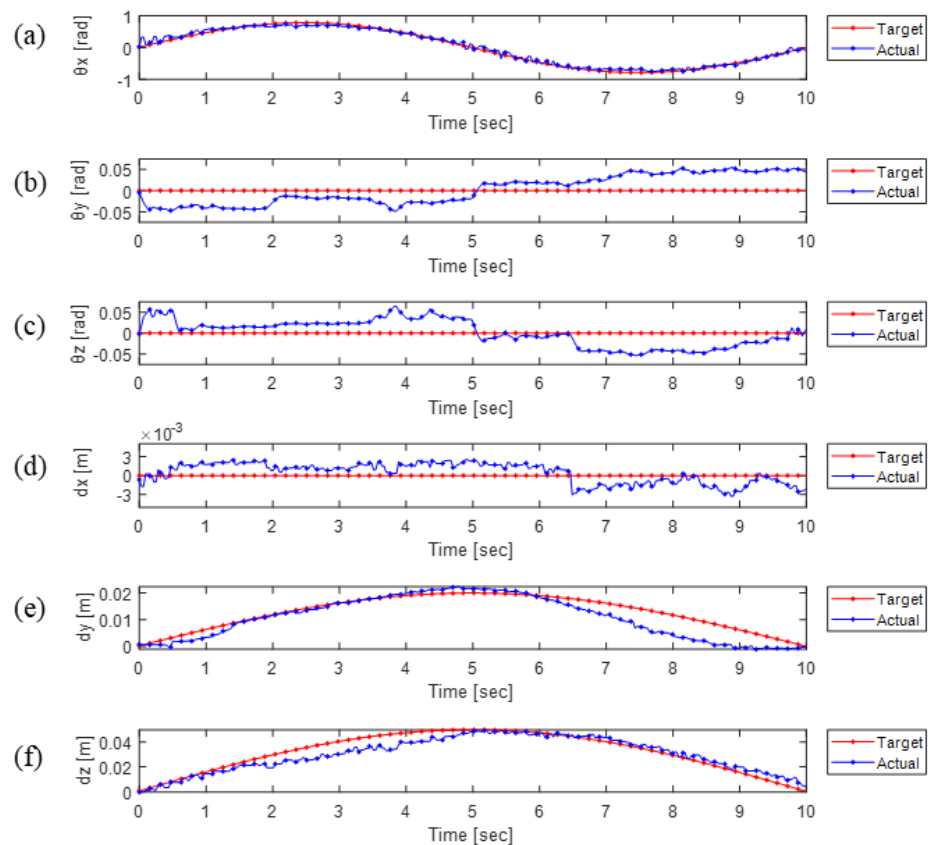 (a)
θx [rad]
1
0
-1
0 1 2 3 4 5 6 7 8 9 10
Time [sec]
Target
Actual
(b)
θy [rad]
0.05
0
-0.05
0 1 2 3 4 5 6 7 8 9 10
Time [sec]
Target
Actual
(c)
θz [rad]
0.05
0
-0.05
0 1 2 3 4 5 6 7 8 9 10
Time [sec]
Target
Actual
(d)
dx [m]
×10⁻³
3
0
-3
0 1 2 3 4 5 6 7 8 9 10
Time [sec]
Target
Actual
(e)
dy [m]
0.02
0.01
0
0 1 2 3 4 5 6 7 8 9 10
Time [sec]
Target
Actual
(f)
dz [m]
0.04
0.02
0
0 1 2 3 4 5 6 7 8 9 10
Time [sec]
Target
Actual